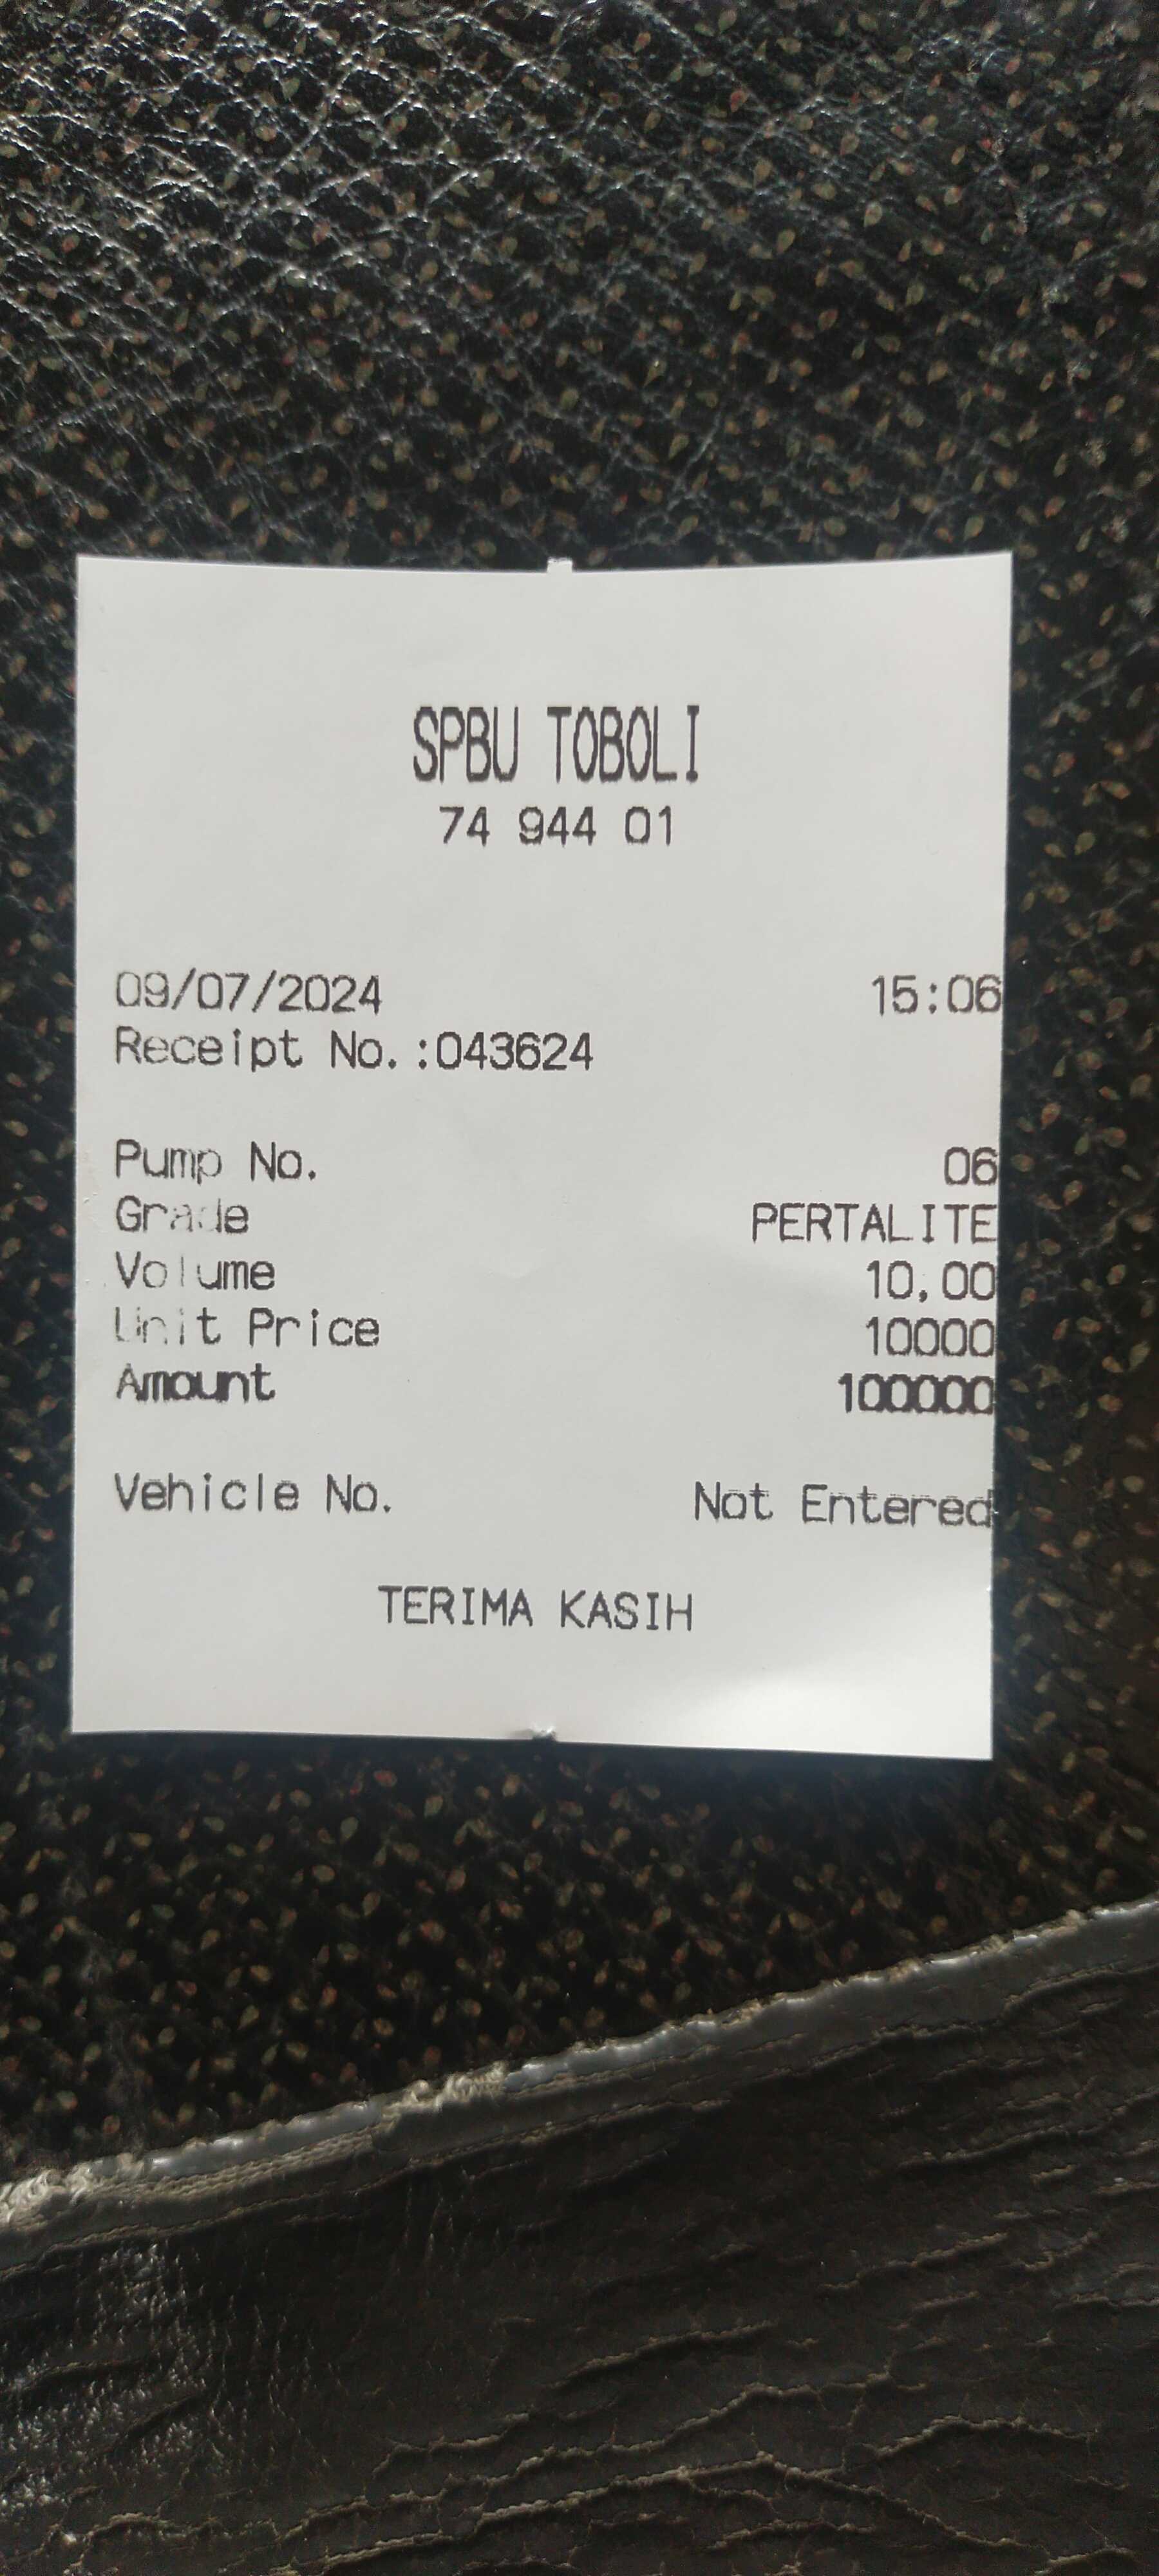 SPBU TOBOLI
74 944 01
09/07/2024 15:06
Receipt No.:043624
Pump No. 06
Grade PERTALITE
Volume 10,00
Unit Price 10000
Amount 100000
Vehicle No. Not Entered
TERIMA KASIH